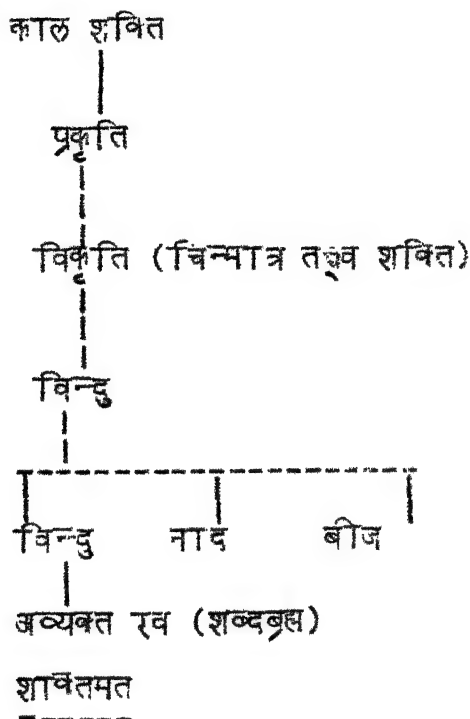 काल शक्ति
प्रकृति
विकृति (चिन्मात्र तत्त्व शक्ति)
विन्दु
विन्दु नाद बीज
अव्यक्त रव (शब्दब्रह्म)
शाक्तमत